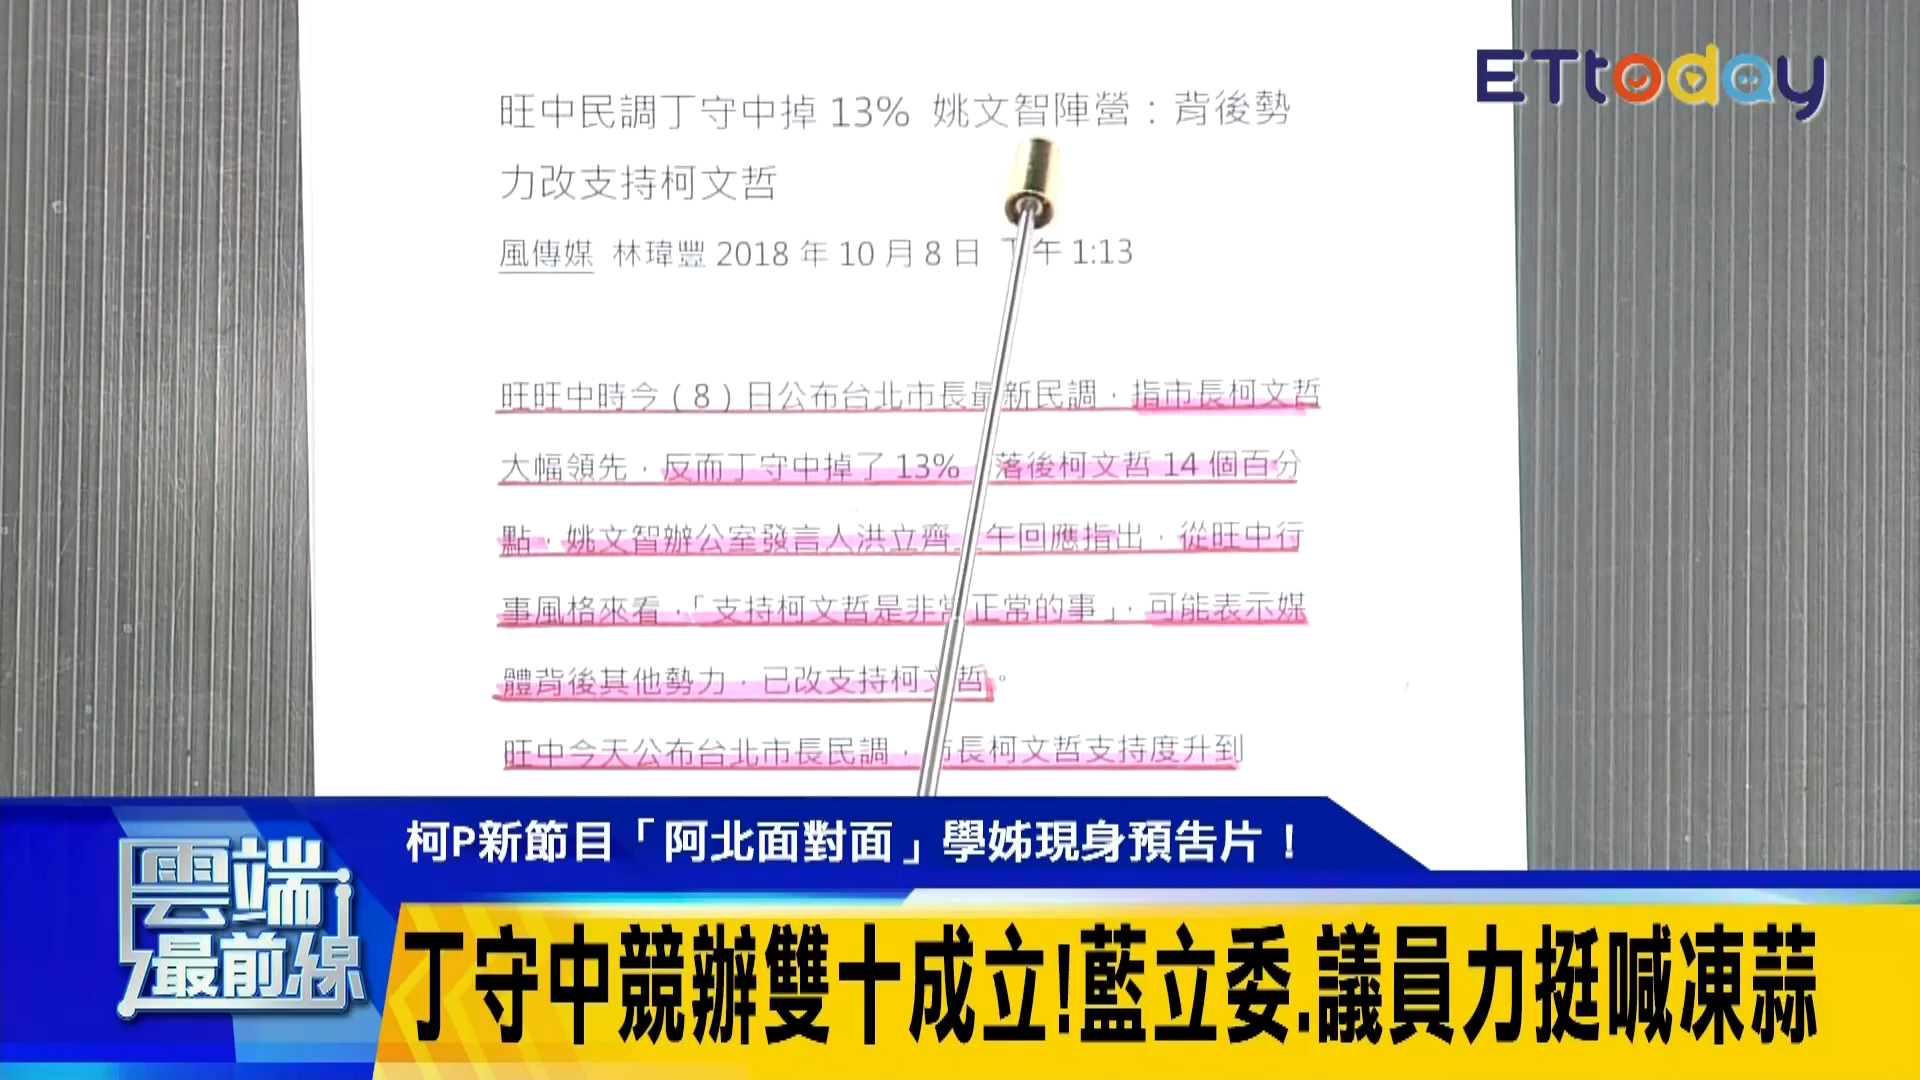 ETtoday
旺中民調丁守中掉 13% 姚文智陣營：背後勢
力改支持柯文哲
風傳媒 林瑋豐 2018 年 10 月 8 日 下午 1:13
旺旺中時今（8）日公布台北市長最新民調，指市長柯文哲
大幅領先，反而丁守中掉了 13% 落後柯文哲 14 個百分
點，姚文智辦公室發言人洪立齊 午回應指出，從旺中行
事風格來看，「支持柯文哲是非常正常的事」，可能表示媒
體背後其他勢力，已改支持柯文哲。
旺中今天公布台北市長民調，市長柯文哲支持度升到
柯P新節目「阿北面對面」學姊現身預告片！
雲端最前線
丁守中競辦雙十成立!藍立委.議員力挺喊凍蒜